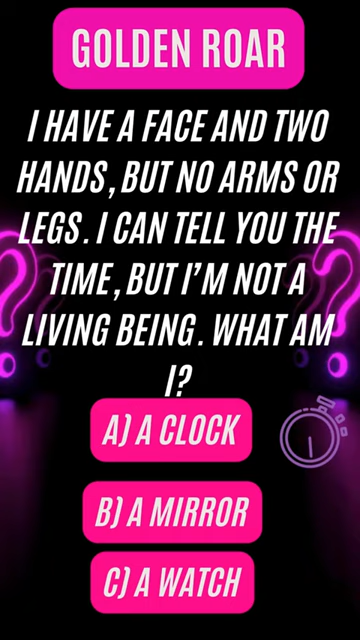 GOLDEN ROAR
I HAVE A FACE AND TWO
HANDS, BUT NO ARMS OR
LEGS. I CAN TELL YOU THE
TIME, BUT I'M NOT A
LIVING BEING. WHAT AM
I?
A) A CLOCK
B) A MIRROR
C) A WATCH